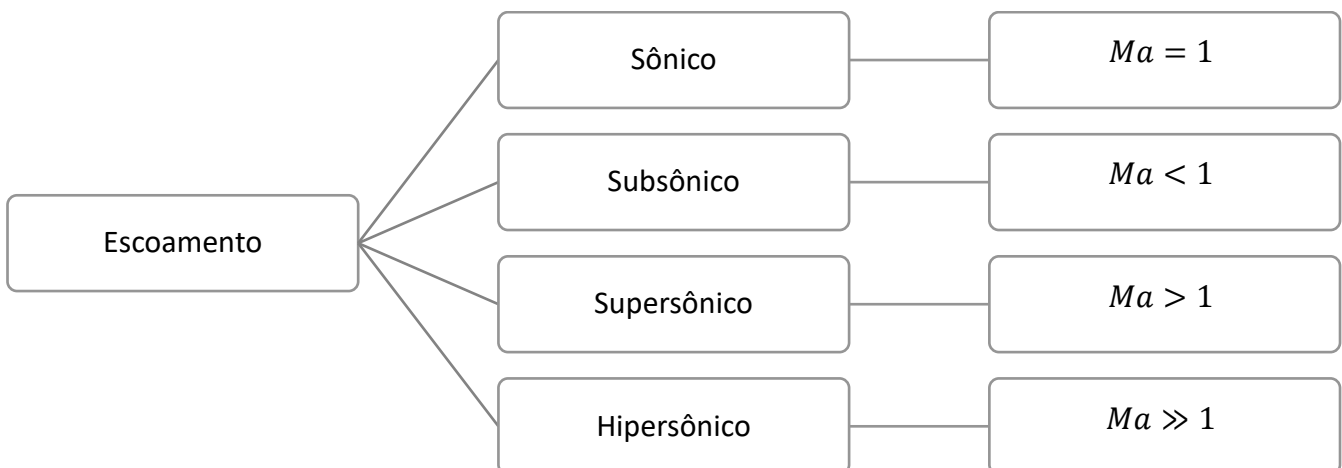 Escoamento
Sônico
Ma = 1
Subsônico
Ma < 1
Supersônico
Ma > 1
Hipersônico
Ma ≫ 1